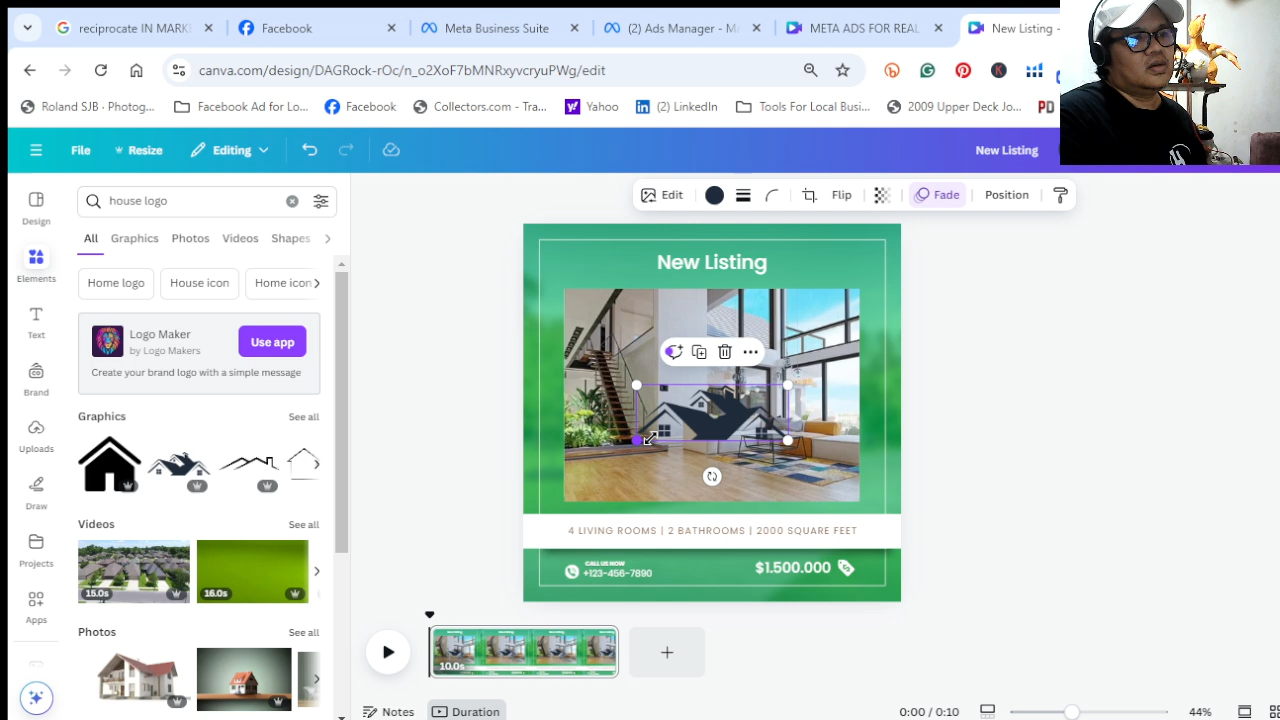 reciprocate IN MARK
Facebook
Meta Business Suite
(2) Ads Manager - M
META ADS FOR REAL
New Listing -
canva.com/design/DAGRock-rOg/n_o2XoF7bMNRxyvcryuPWg/edit
Roland SJB · Photog...
Facebook Ad for Lo...
Facebook
Collectors.com - Tra...
Yahoo
(2) LinkedIn
Tools For Local Busi...
2009 Upper Deck Jo...
PD
File
Resize
Editing
New Listing
Design
Elements
Text
Brand
Uploads
Draw
Projects
Apps
house logo
All
Graphics
Photos
Videos
Shapes
Home logo
House icon
Home icon
Logo Maker
by Logo Makers
Use app
Create your brand logo with a simple message
Graphics
See all
Videos
See all
15.0s
16.0s
Photos
See all
Edit
Flip
Fade
Position
New Listing
4 LIVING ROOMS | 2 BATHROOMS | 2000 SQUARE FEET
CALL US NOW
+123-456-7890
$1.500.000
10.0s
Notes
Duration
0:00 / 0:10
44%